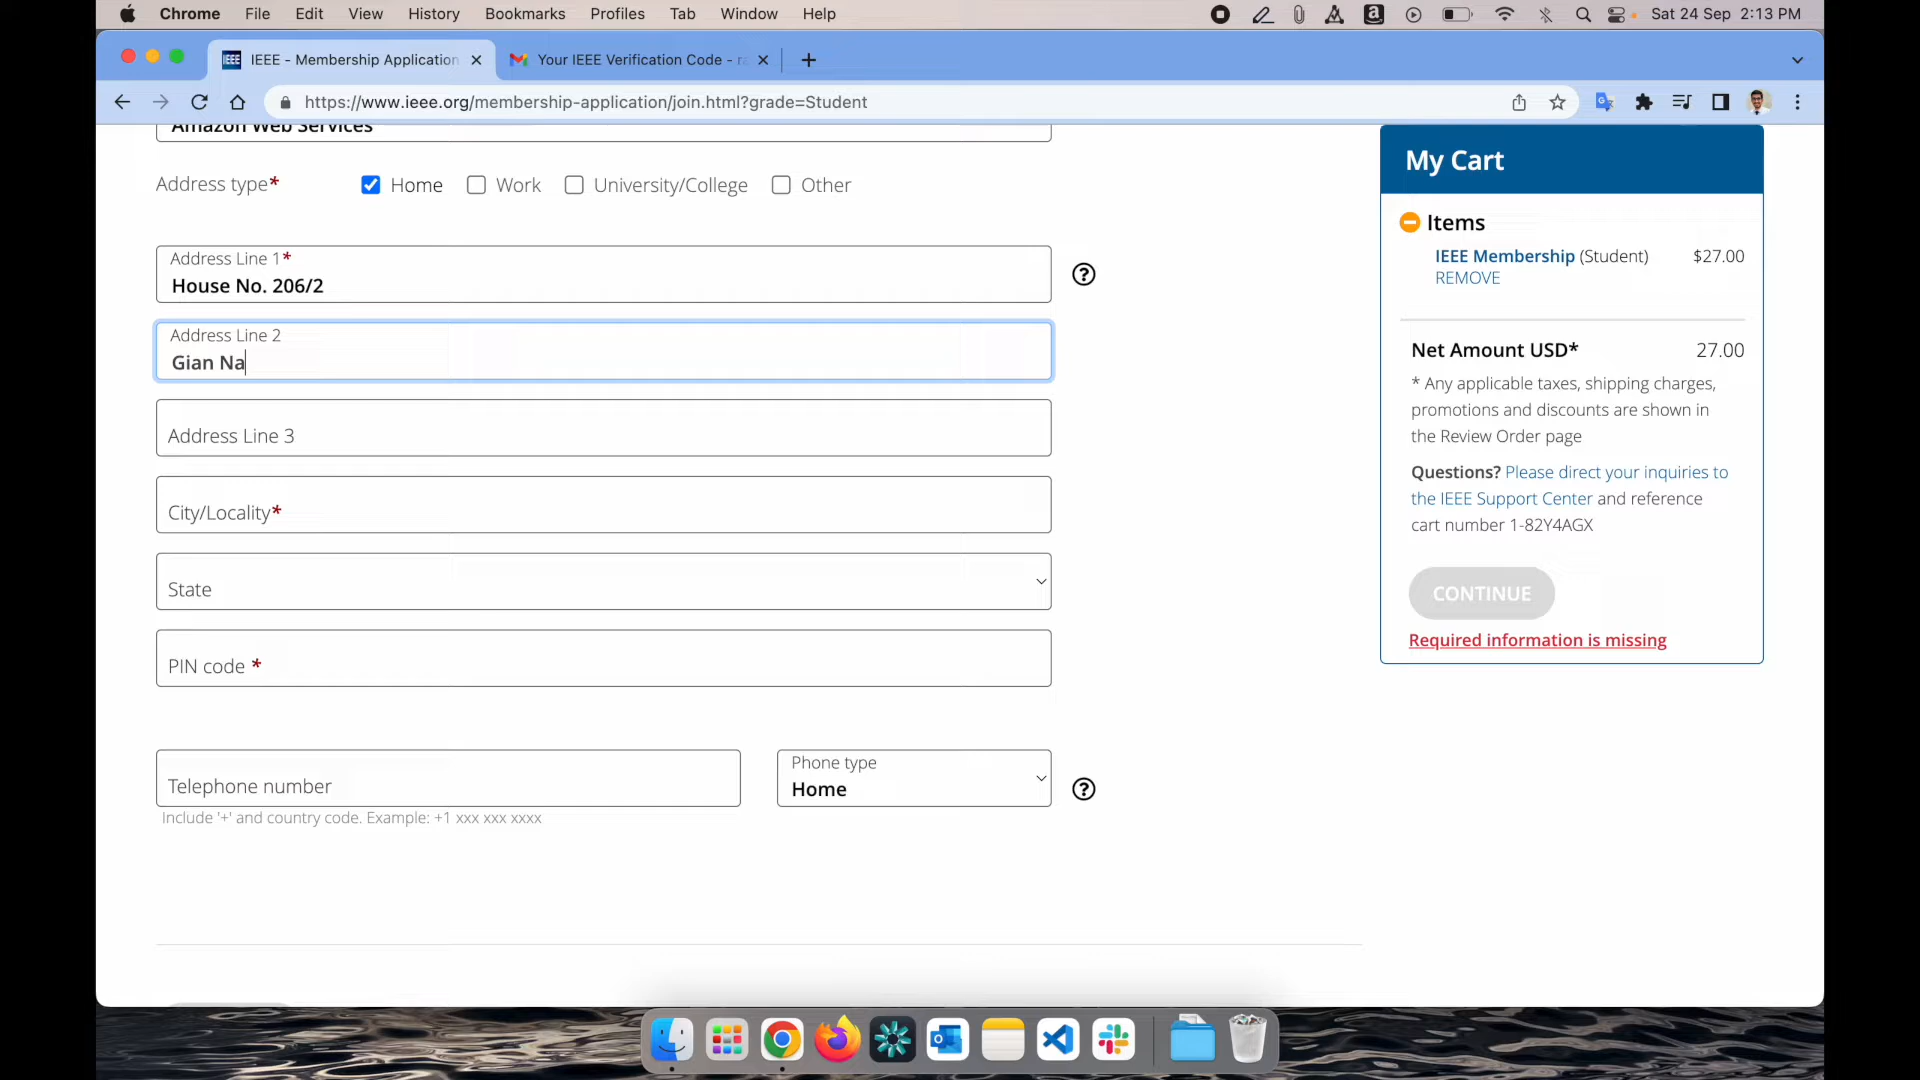 Chrome File Edit View History Bookmarks Profiles Tab Window Help
Sat 24 Sep 2:13 PM
IEEE IEEE - Membership Application
Your IEEE Verification Code - ra
https://www.ieee.org/membership-application/join.html?grade=Student
Amazon Web Services
Address type* Home Work University/College Other
Address Line 1*
House No. 206/2
Address Line 2
Gian Na
Address Line 3
City/Locality*
State
PIN code *
Telephone number
Phone type
Home
Include '+' and country code. Example: +1 xxx xxx xxxx
My Cart
Items
IEEE Membership (Student) $27.00
REMOVE
Net Amount USD* 27.00
* Any applicable taxes, shipping charges,
promotions and discounts are shown in
the Review Order page
Questions? Please direct your inquiries to
the IEEE Support Center and reference
cart number 1-82Y4AGX
CONTINUE
Required information is missing